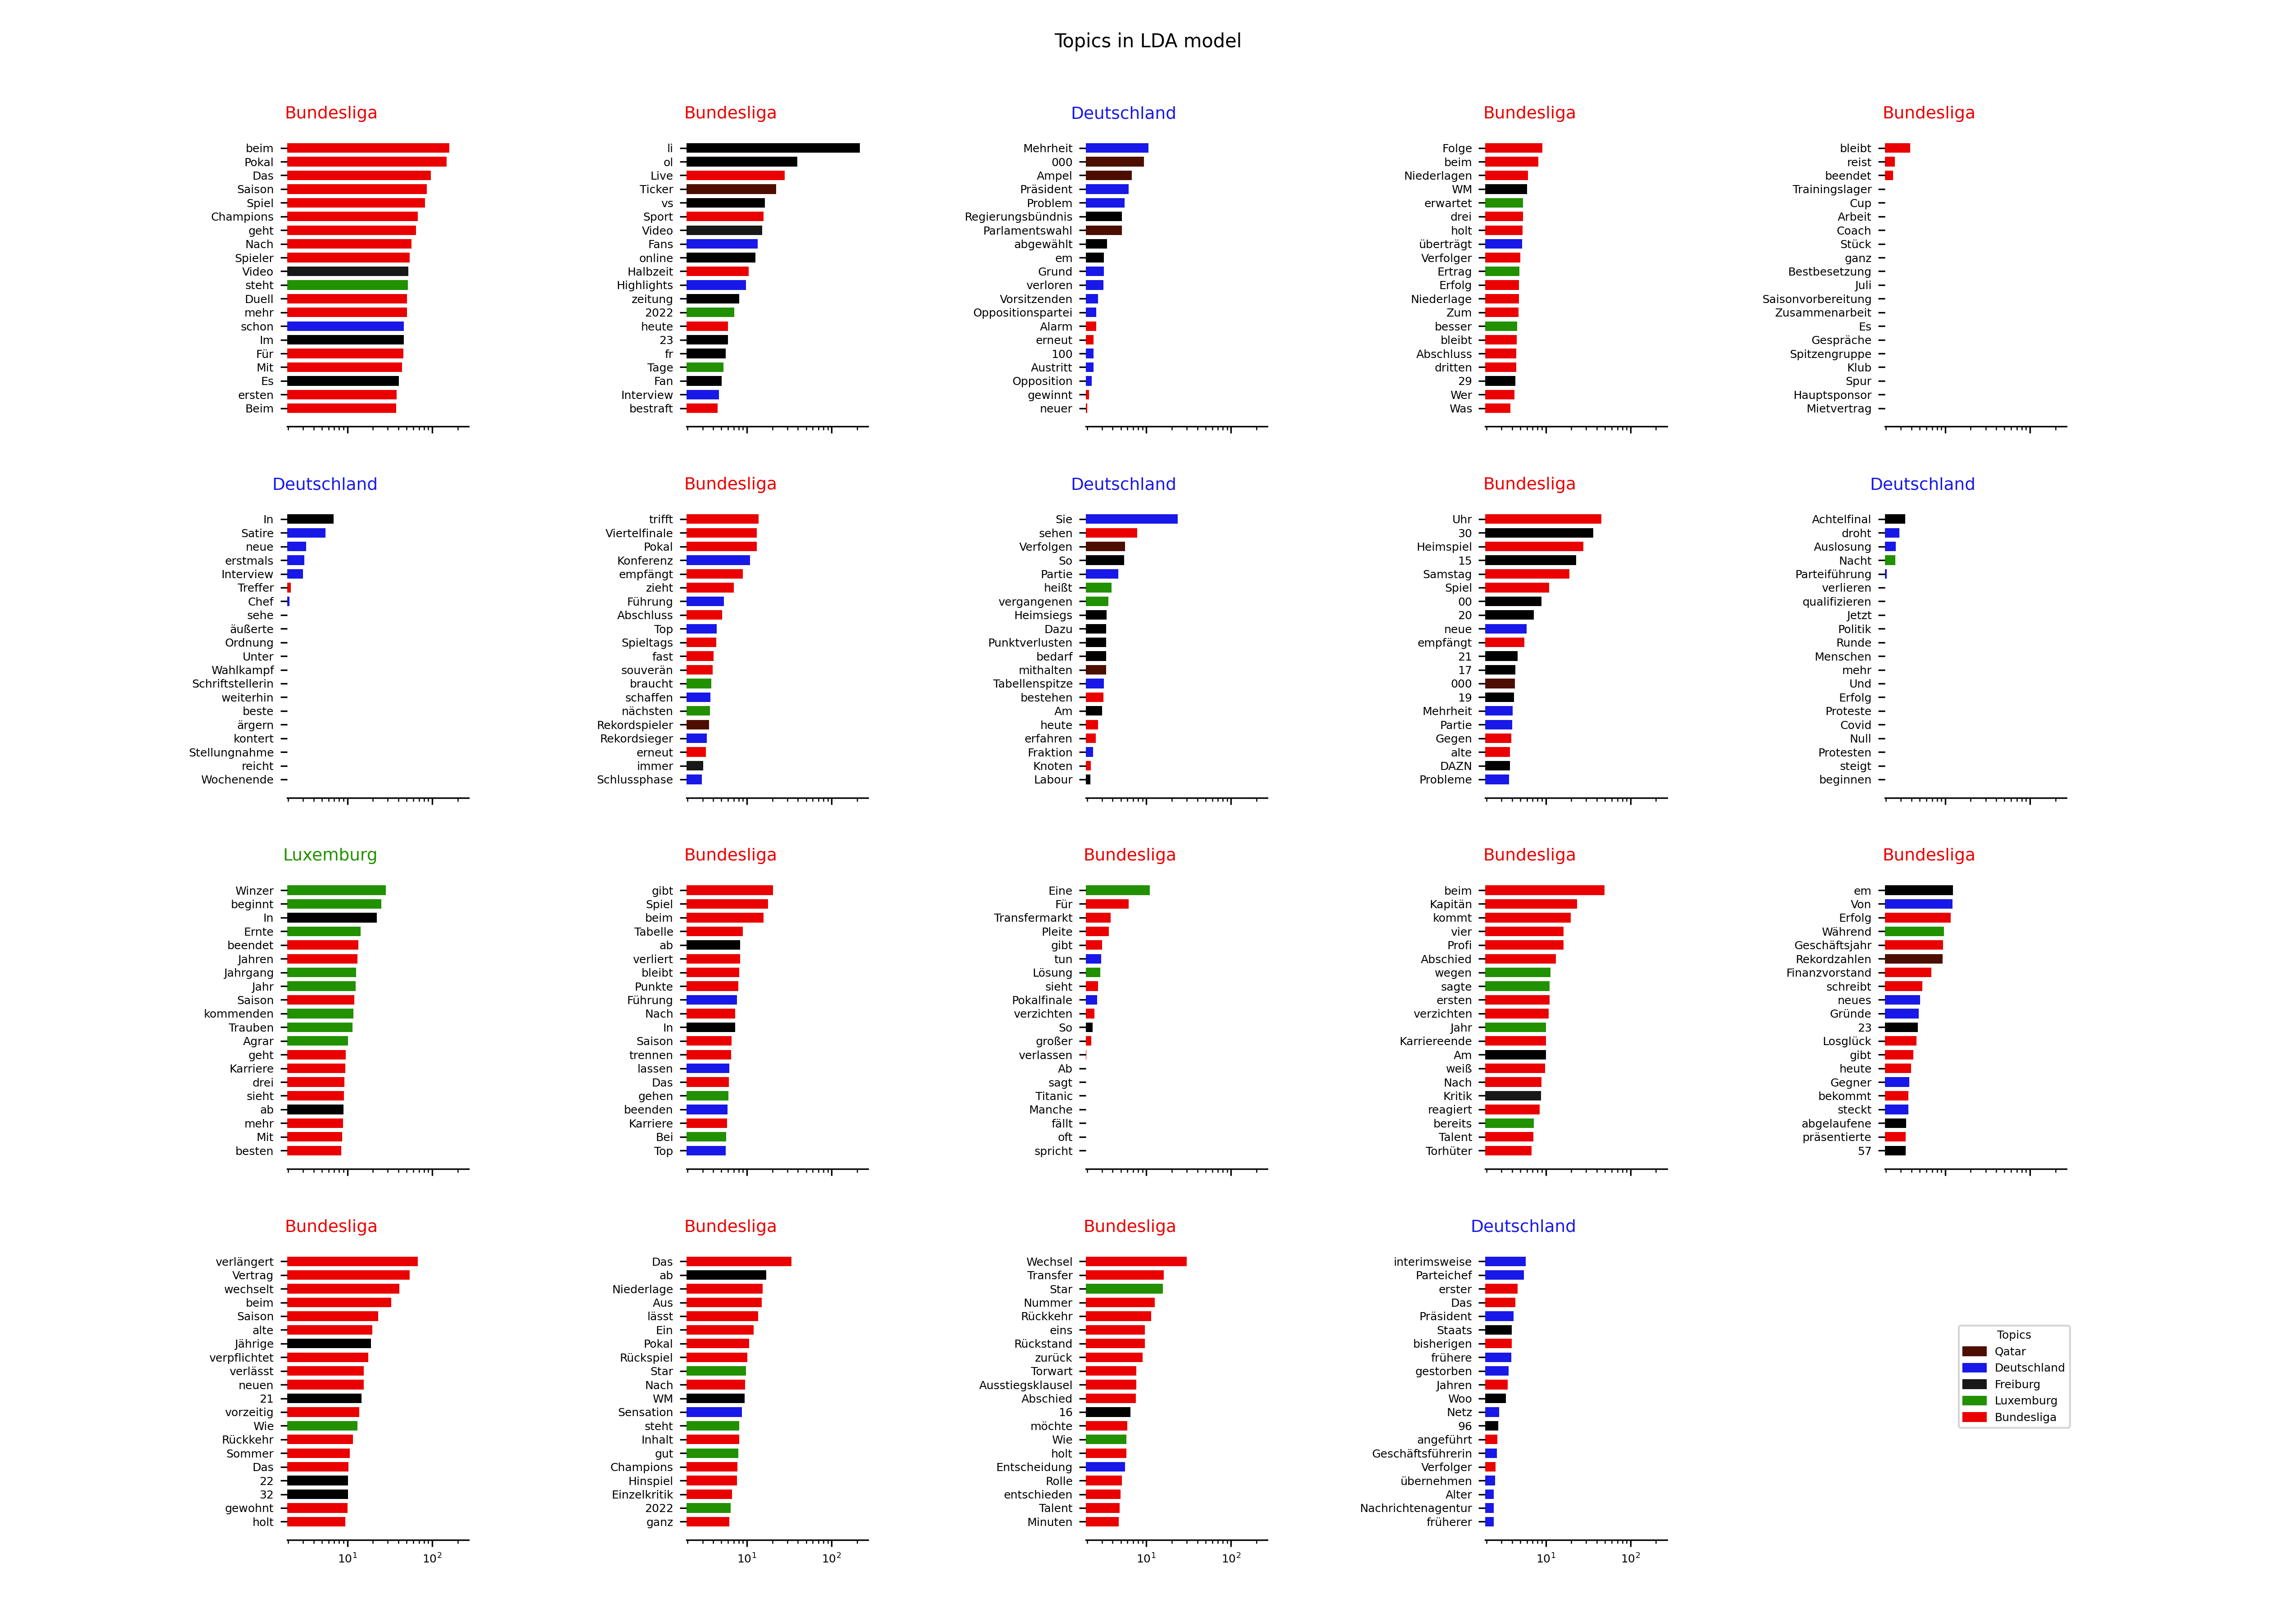 Topics in LDA model
Bundesliga
beim
Pokal
Das
Saison
Spiel
Champions
geht
Nach
Spieler
Video
steht
Duell
mehr
schon
Im
Für
Mit
Es
ersten
Beim
Bundesliga
li
ol
Live
Ticker
vs
Sport
Video
Fans
online
Halbzeit
Highlights
zeitung
2022
heute
23
fr
Tage
Fan
Interview
bestraft
Deutschland
Mehrheit
000
Ampel
Präsident
Problem
Regierungsbündnis
Parlamentswahl
abgewählt
em
Grund
verloren
Vorsitzenden
Oppositionspartei
Alarm
erneut
100
Austritt
Opposition
gewinnt
neuer
Bundesliga
Folge
beim
Niederlagen
WM
erwartet
drei
holt
überträgt
Verfolger
Ertrag
Erfolg
Niederlage
Zum
besser
bleibt
Abschluss
dritten
29
Wer
Was
Bundesliga
bleibt
reist
beendet
Trainingslager
Cup
Arbeit
Coach
Stück
ganz
Bestbesetzung
Juli
Saisonvorbereitung
Zusammenarbeit
Es
Gespräche
Spitzengruppe
Klub
Spur
Hauptsponsor
Mietvertrag
Deutschland
In
Satire
neue
erstmals
Interview
Treffer
Chef
sehe
äußerte
Ordnung
Unter
Wahlkampf
Schriftstellerin
weiterhin
beste
ärgern
kontert
Stellungnahme
reicht
Wochenende
Bundesliga
trifft
Viertelfinale
Pokal
Konferenz
empfängt
zieht
Führung
Abschluss
Top
Spieltags
fast
souverän
braucht
schaffen
nächsten
Rekordspieler
Rekordsieger
erneut
immer
Schlussphase
Deutschland
Sie
sehen
Verfolgen
So
Partie
heißt
vergangenen
Heimsiegs
Dazu
Punktverlusten
bedarf
mithalten
Tabellenspitze
bestehen
Am
heute
erfahren
Fraktion
Knoten
Labour
Bundesliga
Uhr
30
Heimspiel
15
Samstag
Spiel
00
20
neue
empfängt
21
17
000
19
Mehrheit
Partie
Gegen
alte
DAZN
Probleme
Deutschland
Achtelfinal
droht
Auslosung
Nacht
Parteiführung
verlieren
qualifizieren
Jetzt
Politik
Runde
Menschen
mehr
Und
Erfolg
Proteste
Covid
Null
Protesten
steigt
beginnen
Luxemburg
Winzer
beginnt
In
Ernte
beendet
Jahren
Jahrgang
Jahr
Saison
kommenden
Trauben
Agrar
geht
Karriere
drei
sieht
ab
mehr
Mit
besten
Bundesliga
gibt
Spiel
beim
Tabelle
ab
verliert
bleibt
Punkte
Führung
Nach
In
Saison
trennen
lassen
Das
gehen
beenden
Karriere
Bei
Top
Bundesliga
Eine
Für
Transfermarkt
Pleite
gibt
tun
Lösung
sieht
Pokalfinale
verzichten
So
großer
verlassen
Ab
sagt
Titanic
Manche
fällt
oft
spricht
Bundesliga
beim
Kapitän
kommt
vier
Profi
Abschied
wegen
sagte
ersten
verzichten
Jahr
Karriereende
Am
weiß
Nach
Kritik
reagiert
bereits
Talent
Torhüter
Bundesliga
em
Von
Erfolg
Während
Geschäftsjahr
Rekordzahlen
Finanzvorstand
schreibt
neues
Gründe
23
Losglück
gibt
heute
Gegner
bekommt
steckt
abgelaufene
präsentierte
57
Bundesliga
verlängert
Vertrag
wechselt
beim
Saison
alte
Jährige
verpflichtet
verlässt
neuen
21
vorzeitig
Wie
Rückkehr
Sommer
Das
22
32
gewohnt
holt
10¹ 10²
Bundesliga
Das
ab
Niederlage
Aus
lässt
Ein
Pokal
Rückspiel
Star
Nach
WM
Sensation
steht
Inhalt
gut
Champions
Hinspiel
Einzelkritik
2022
ganz
10¹ 10²
Bundesliga
Wechsel
Transfer
Star
Nummer
Rückkehr
eins
Rückstand
zurück
Torwart
Ausstiegsklausel
Abschied
16
möchte
Wie
holt
Entscheidung
Rolle
entschieden
Talent
Minuten
10¹ 10²
Deutschland
interimsweise
Parteichef
erster
Das
Präsident
Staats
bisherigen
frühere
gestorben
Jahren
Woo
Netz
96
angeführt
Geschäftsführerin
Verfolger
übernehmen
Alter
Nachrichtenagentur
früherer
10¹ 10²
Topics
Qatar
Deutschland
Freiburg
Luxemburg
Bundesliga